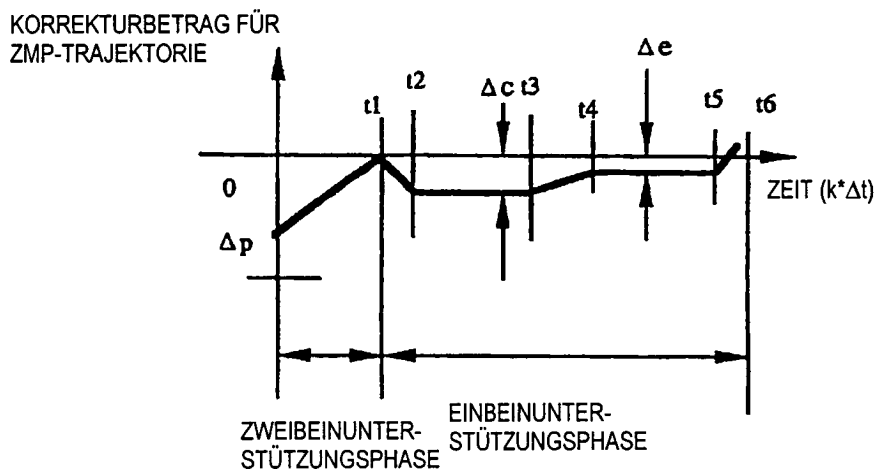 KORREKTURBETRAG FÜR
ZMP-TRAJEKTORIE
Δe
t1 t2 Δc t3 t4 t5 t6
0
ZEIT (k*Δt)
Δp
ZWEIBEINUNTER-
STÜTZUNGSPHASE
EINBEINUNTER-
STÜTZUNGSPHASE